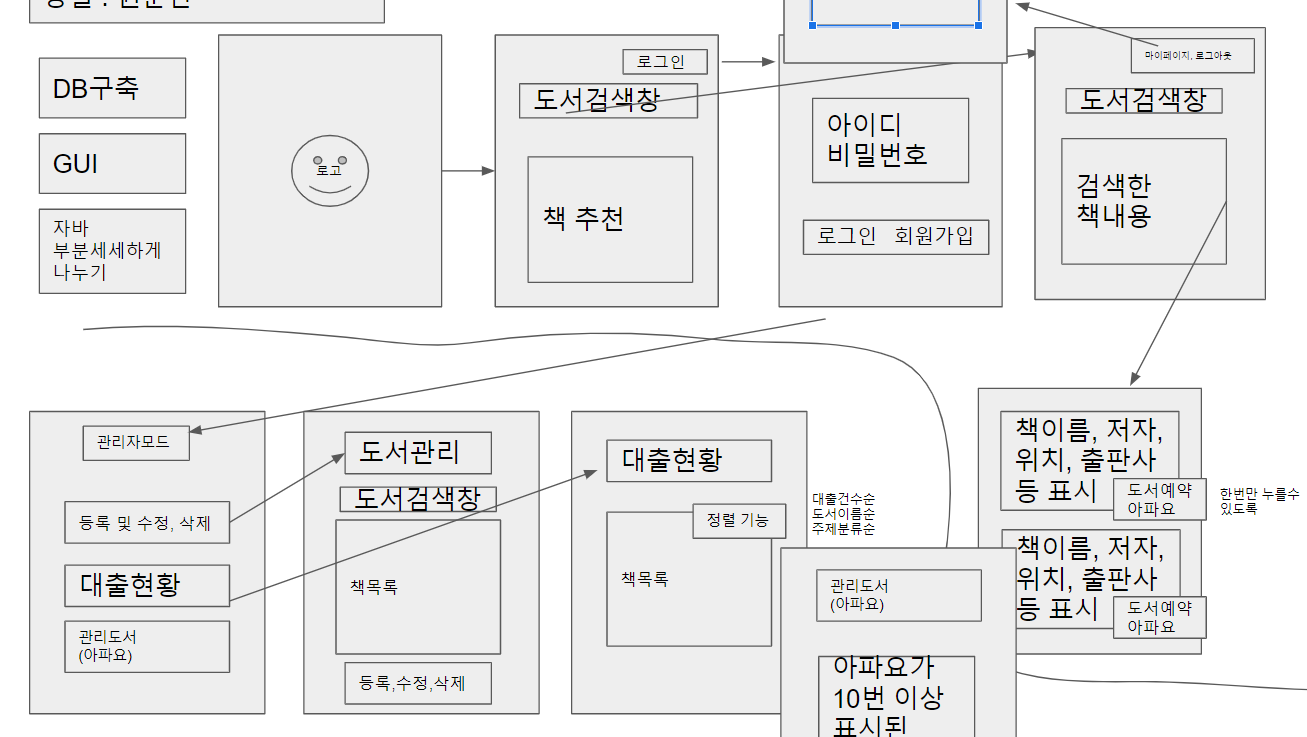 DB구축
GUI
자바
부분세세하게
나누기
로고
로그인
도서검색창
책 추천
아이디
비밀번호
로그인 회원가입
마이페이지, 로그아웃
도서검색창
검색한
책내용
관리자모드
등록 및 수정, 삭제
대출현황
관리도서
(아파요)
도서관리
도서검색창
책목록
등록,수정,삭제
대출현황
정렬 기능
책목록
대출건수순
도서이름순
주제분류순
관리도서
(아파요)
아파요가
10번 이상
표시된
책이름, 저자,
위치, 출판사
등 표시
도서예약
아파요
한번만 누를수
있도록
책이름, 저자,
위치, 출판사
등 표시
도서예약
아파요